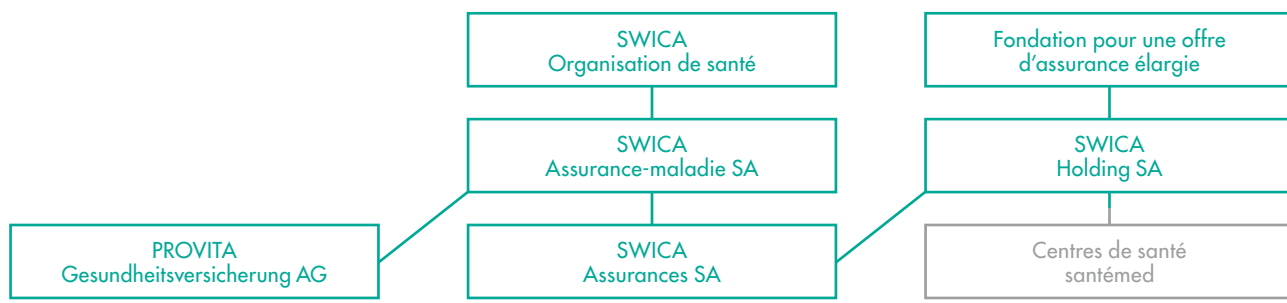 SWICA
Organisation de santé
Fondation pour une offre
d’assurance élargie
SWICA
Assurance-maladie SA
SWICA
Holding SA
PROVITA
Gesundheitsversicherung AG
SWICA
Assurances SA
Centres de santé
santémed